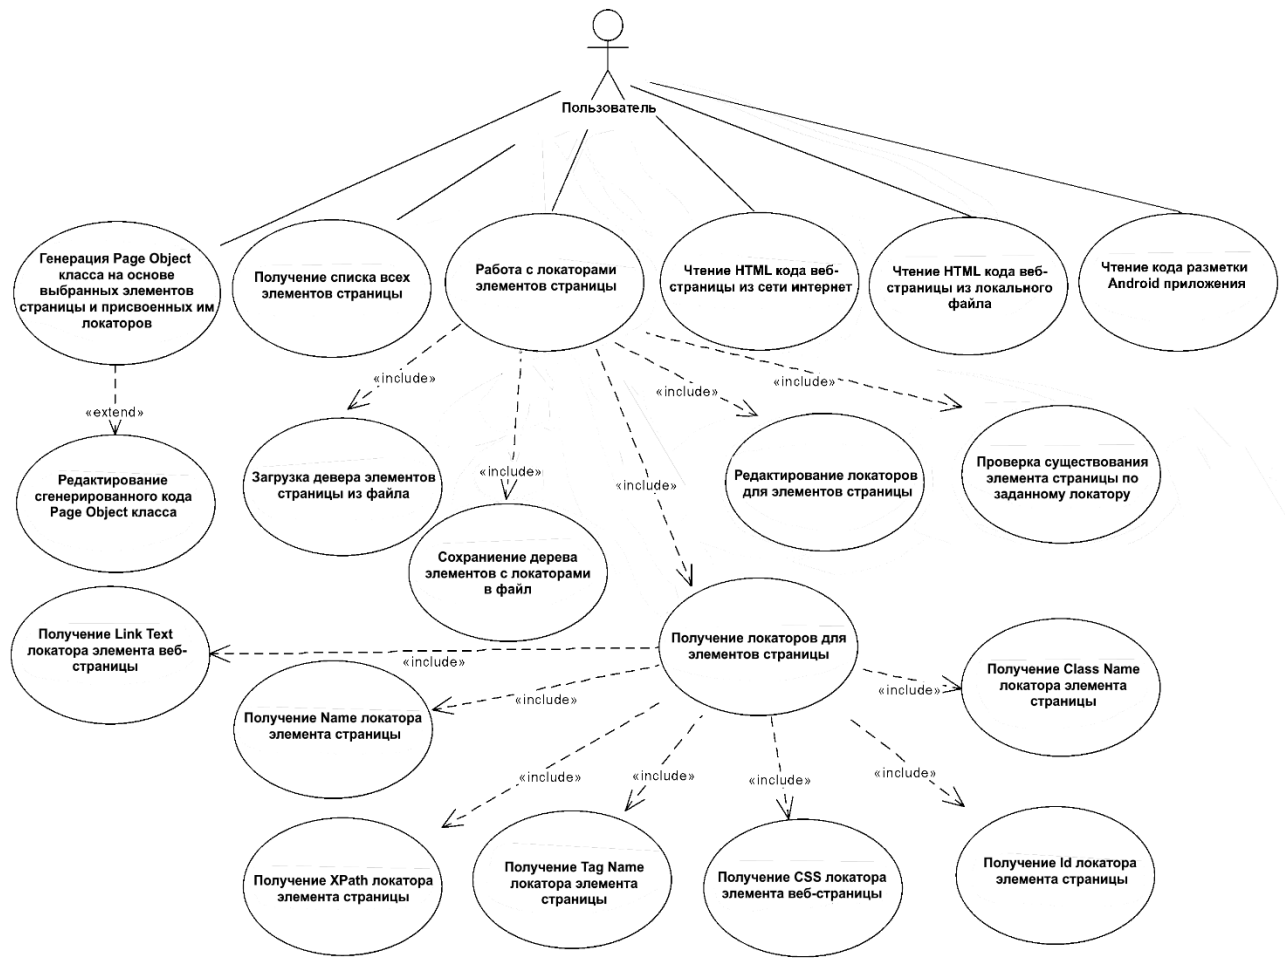 Пользователь
Генерация Page Object
класса на основе
выбранных элементов
страницы и присвоенных им
локаторов
Получение списка всех
элементов страницы
Работа с локаторами
элементов страницы
Чтение HTML кода веб-
страницы из сети интернет
Чтение HTML кода веб-
страницы из локального
файла
Чтение кода разметки
Android приложения
«include»
«include»
«include»
«extend»
«include»
«include»
Редактирование
сгенерированного кода
Page Object класса
Загрузка девера элементов
страницы из файла
Сохраниение дерева
элементов с локаторами
в файл
Редактирование локаторов
для элементов страницы
Проверка существования
элемента страницы по
заданному локатору
Получение Link Text
локатора элемента веб-
страницы
Получение локаторов для
элементов страницы
Получение Class Name
локатора элемента
страницы
«include»
«include»
«include»
Получение Name локатора
элемента страницы
«include»
«include»
«include»
«include»
Получение XPath локатора
элемента страницы
Получение Tag Name
локатора элемента
страницы
Получение CSS локатора
элемента веб-страницы
Получение Id локатора
элемента страницы